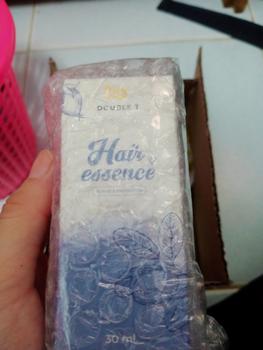 DOUBLE T
Hair
essence
30 ml